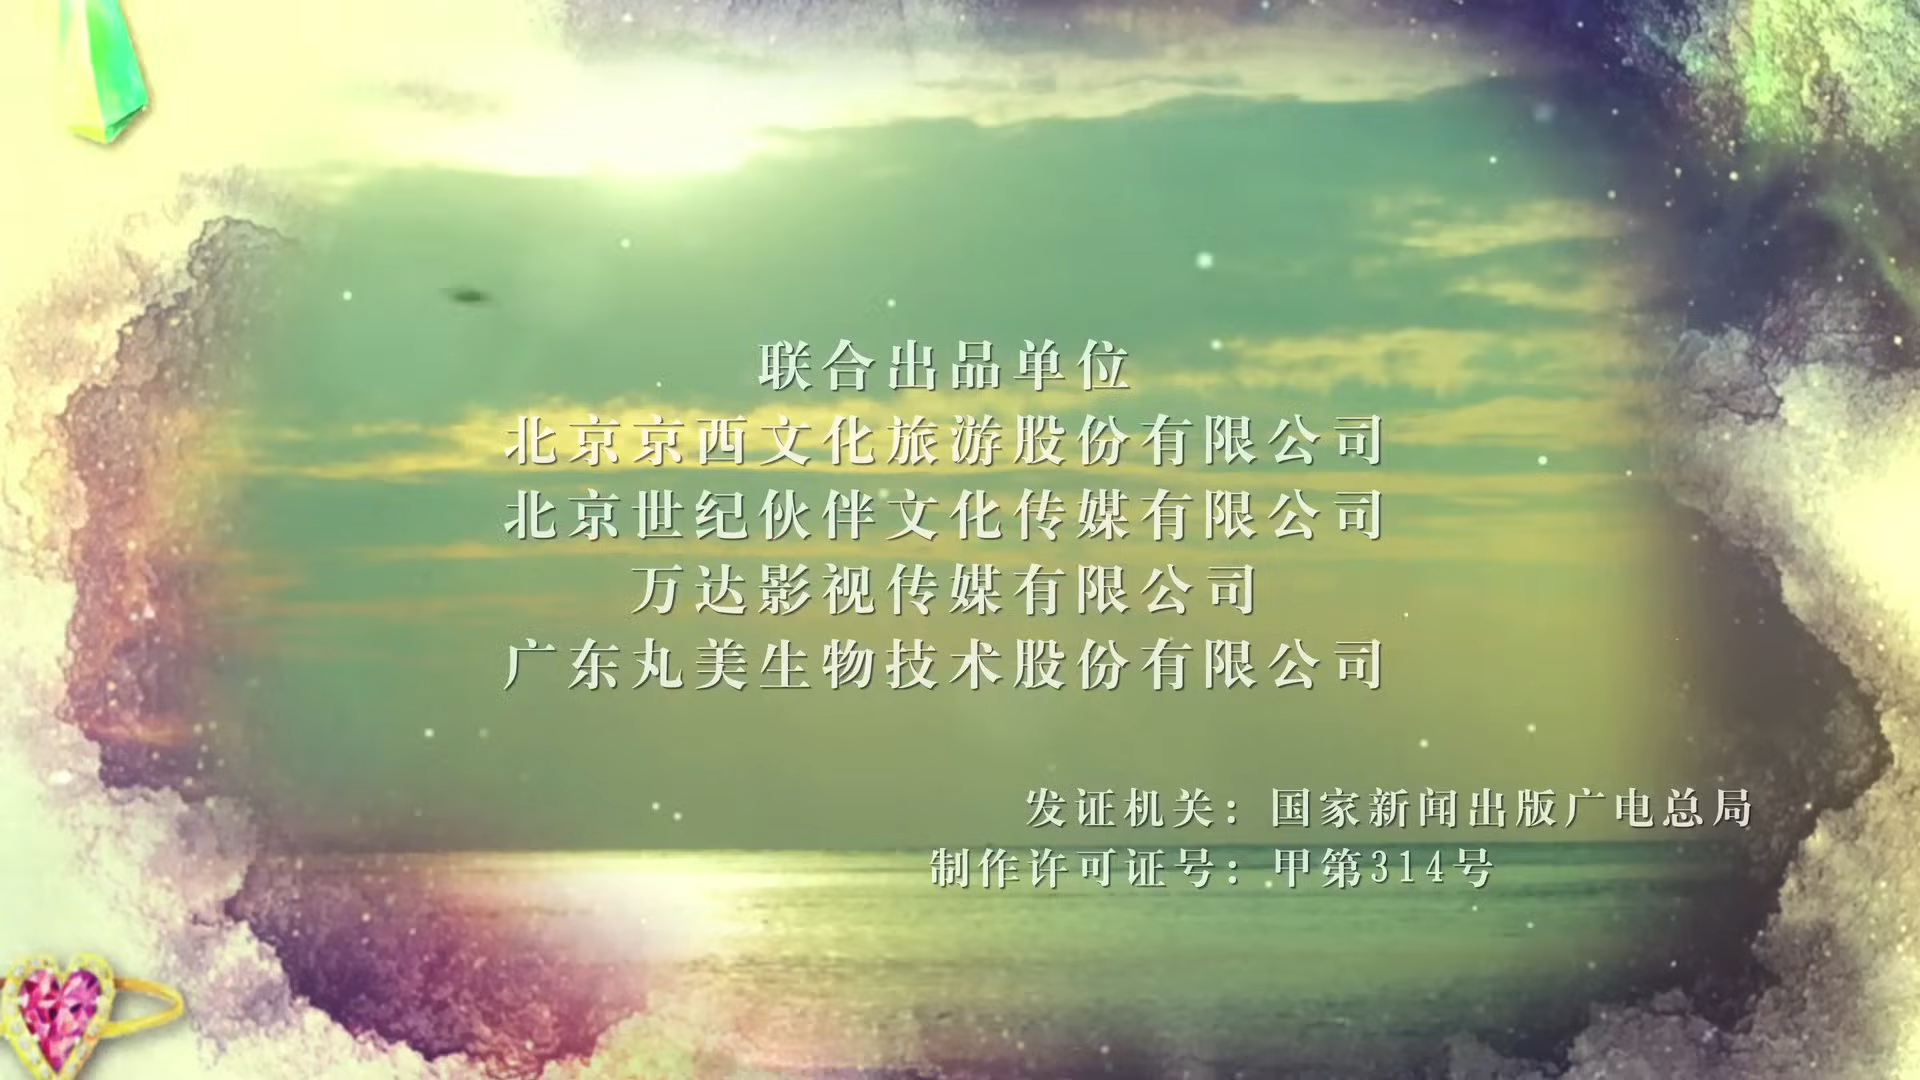 联合出品单位
北京京西文化旅游股份有限公司
北京世纪伙伴文化传媒有限公司
万达影视传媒有限公司
广东丸美生物技术股份有限公司
发证机关：国家新闻出版广电总局
制作许可证号：甲第314号